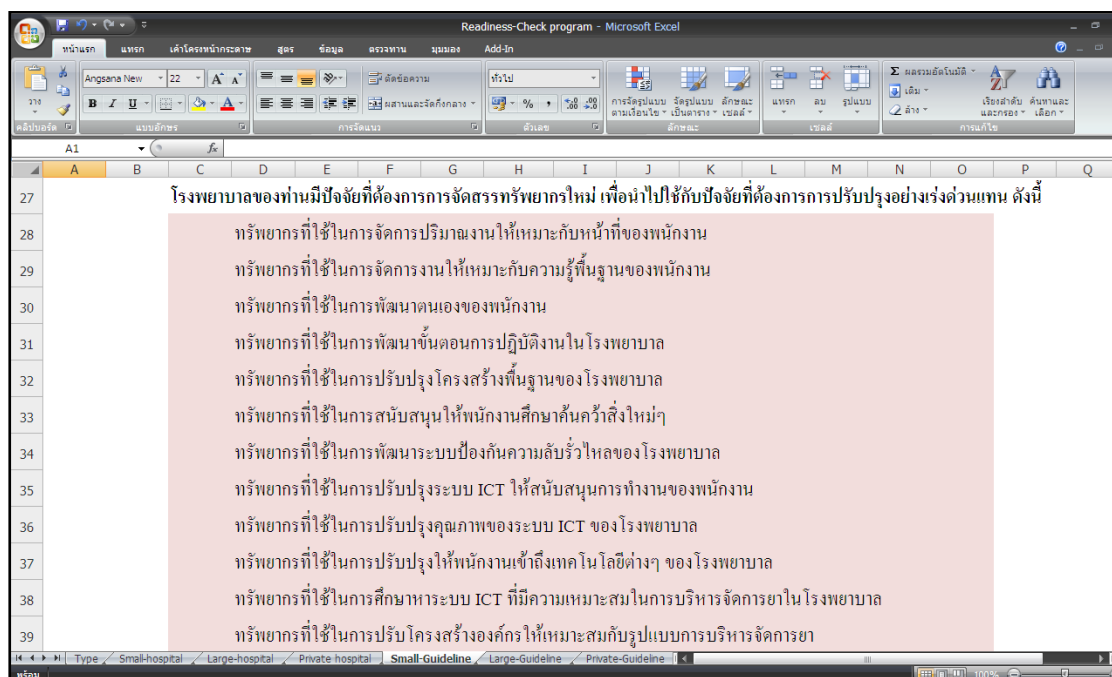 Readiness-Check program - Microsoft Excel
หน้าแรก แทรก เค้าโครงหน้ากระดาษ สูตร ข้อมูล ตรวจทาน มุมมอง Add-In
Angsana New 22 ตัดข้อความ ทั่วไป Σ ผลรวมอัตโนมัติ
วาง B I U ผสานและจัดกึ่งกลาง % , การจัดรูปแบบตามเงื่อนไข จัดรูปแบบเป็นตาราง ลักษณะเซลล์ แทรก ลบ รูปแบบ เติม ล้าง เรียงลำดับและกรอง ค้นหาและเลือก
คลิปบอร์ด แบบอักษร การจัดแนว ตัวเลข ลักษณะ เซลล์ การแก้ไข
A1 fx
A B C D E F G H I J K L M N O P Q
27 โรงพยาบาลของท่านมีปัจจัยที่ต้องการการจัดสรรทรัพยากรใหม่ เพื่อนำไปใช้กับปัจจัยที่ต้องการการปรับปรุงอย่างเร่งด่วนแทน ดังนี้
28 ทรัพยากรที่ใช้ในการจัดการปริมาณงานให้เหมาะกับหน้าที่ของพนักงาน
29 ทรัพยากรที่ใช้ในการจัดการงานให้เหมาะกับความรู้พื้นฐานของพนักงาน
30 ทรัพยากรที่ใช้ในการพัฒนาตนเองของพนักงาน
31 ทรัพยากรที่ใช้ในการพัฒนาขั้นตอนการปฏิบัติงานในโรงพยาบาล
32 ทรัพยากรที่ใช้ในการปรับปรุงโครงสร้างพื้นฐานของโรงพยาบาล
33 ทรัพยากรที่ใช้ในการสนับสนุนให้พนักงานศึกษาค้นคว้าสิ่งใหม่ๆ
34 ทรัพยากรที่ใช้ในการพัฒนาระบบป้องกันความลับรั่วไหลของโรงพยาบาล
35 ทรัพยากรที่ใช้ในการปรับปรุงระบบ ICT ให้สนับสนุนการทำงานของพนักงาน
36 ทรัพยากรที่ใช้ในการปรับปรุงคุณภาพของระบบ ICT ของโรงพยาบาล
37 ทรัพยากรที่ใช้ในการปรับปรุงให้พนักงานเข้าถึงเทคโนโลยีต่างๆ ของโรงพยาบาล
38 ทรัพยากรที่ใช้ในการศึกษาหาระบบ ICT ที่มีความเหมาะสมในการบริหารจัดการยาในโรงพยาบาล
39 ทรัพยากรที่ใช้ในการปรับโครงสร้างองค์กรให้เหมาะสมกับรูปแบบการบริหารจัดการยา
Type Small-hospital Large-hospital Private hospital Small-Guideline Large-Guideline Private-Guideline
พร้อม 100%